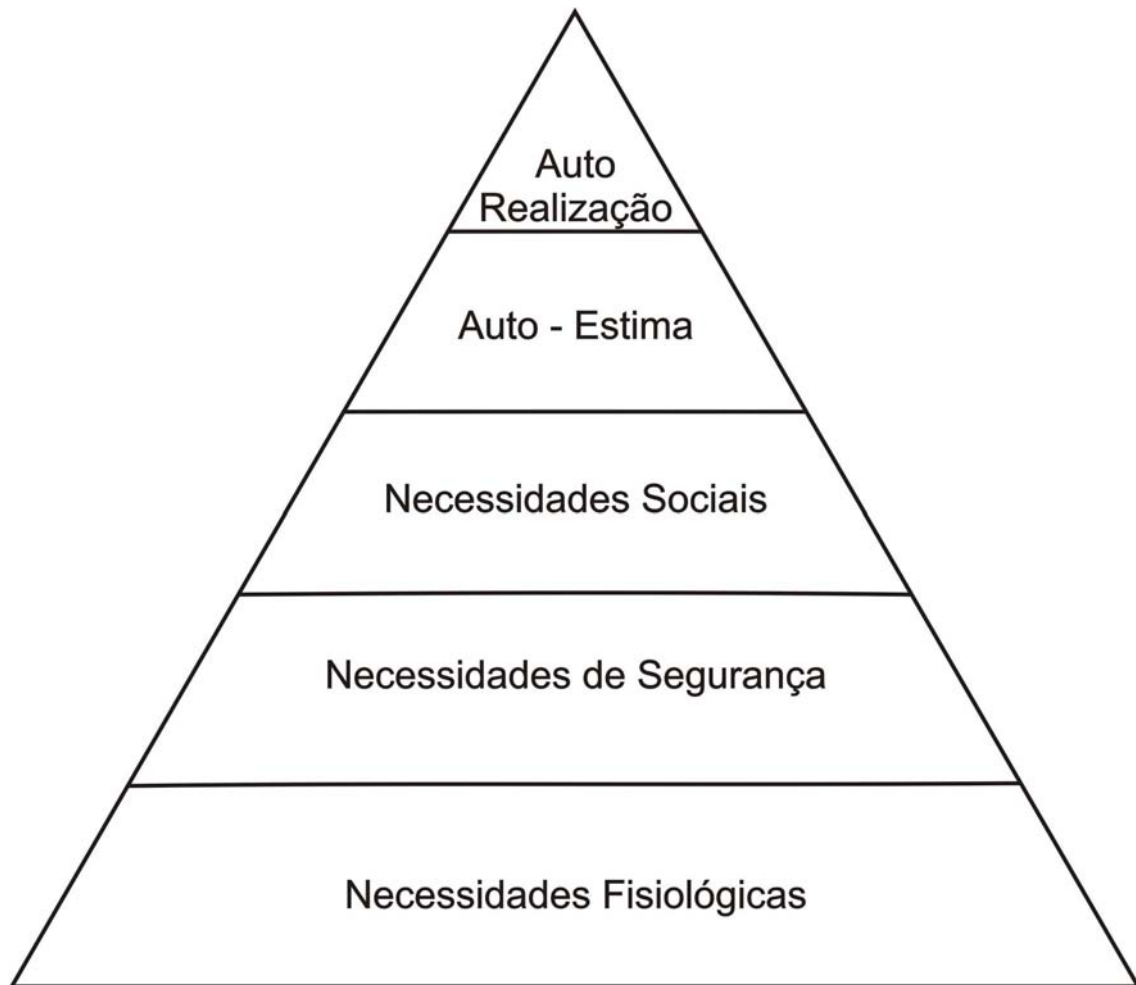 Auto
Realização
Auto - Estima
Necessidades Sociais
Necessidades de Segurança
Necessidades Fisiológicas